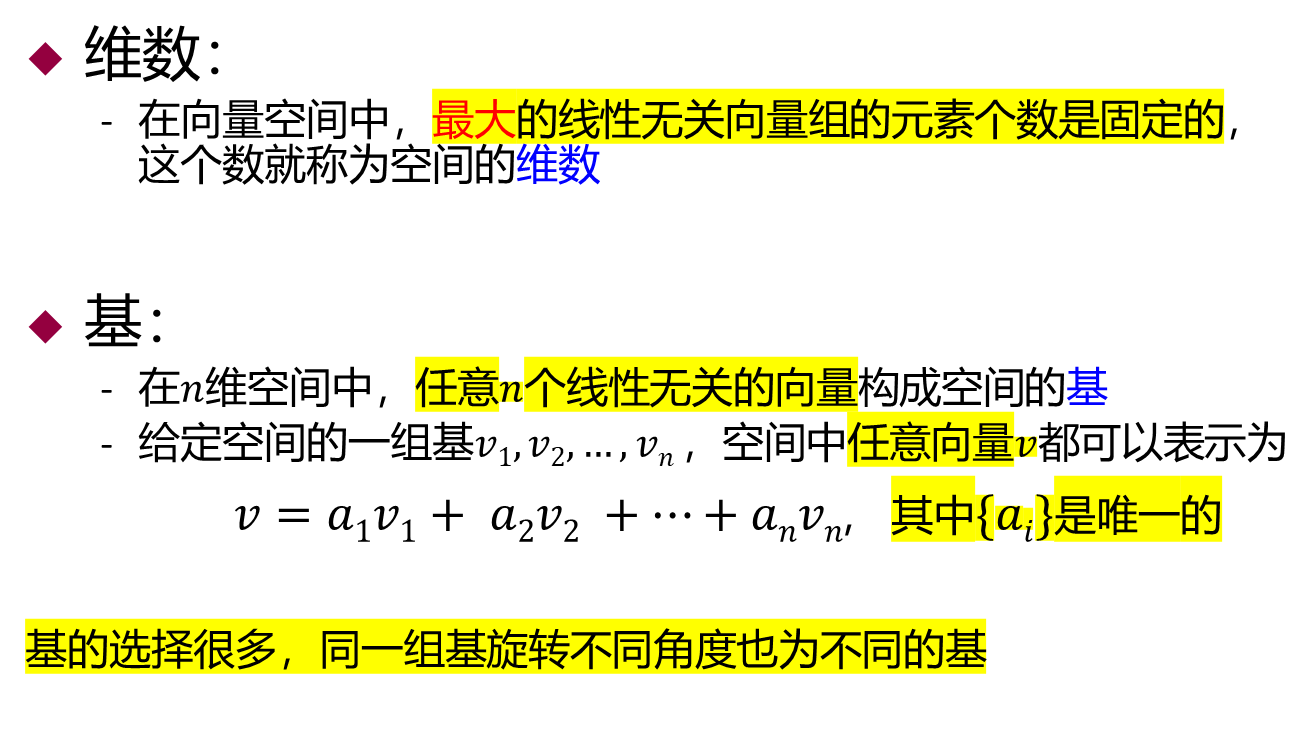 ◆ 维数：
- 在向量空间中，最大的线性无关向量组的元素个数是固定的，
这个数就称为空间的维数
◆ 基：
- 在𝑛维空间中，任意𝑛个线性无关的向量构成空间的基
- 给定空间的一组基𝑣₁, 𝑣₂, … , 𝑣ₙ ，空间中任意向量𝑣都可以表示为
𝑣 = 𝑎₁𝑣₁ + 𝑎₂𝑣₂ + ⋯ + 𝑎ₙ𝑣ₙ, 其中{𝑎ᵢ}是唯一的
基的选择很多，同一组基旋转不同角度也为不同的基